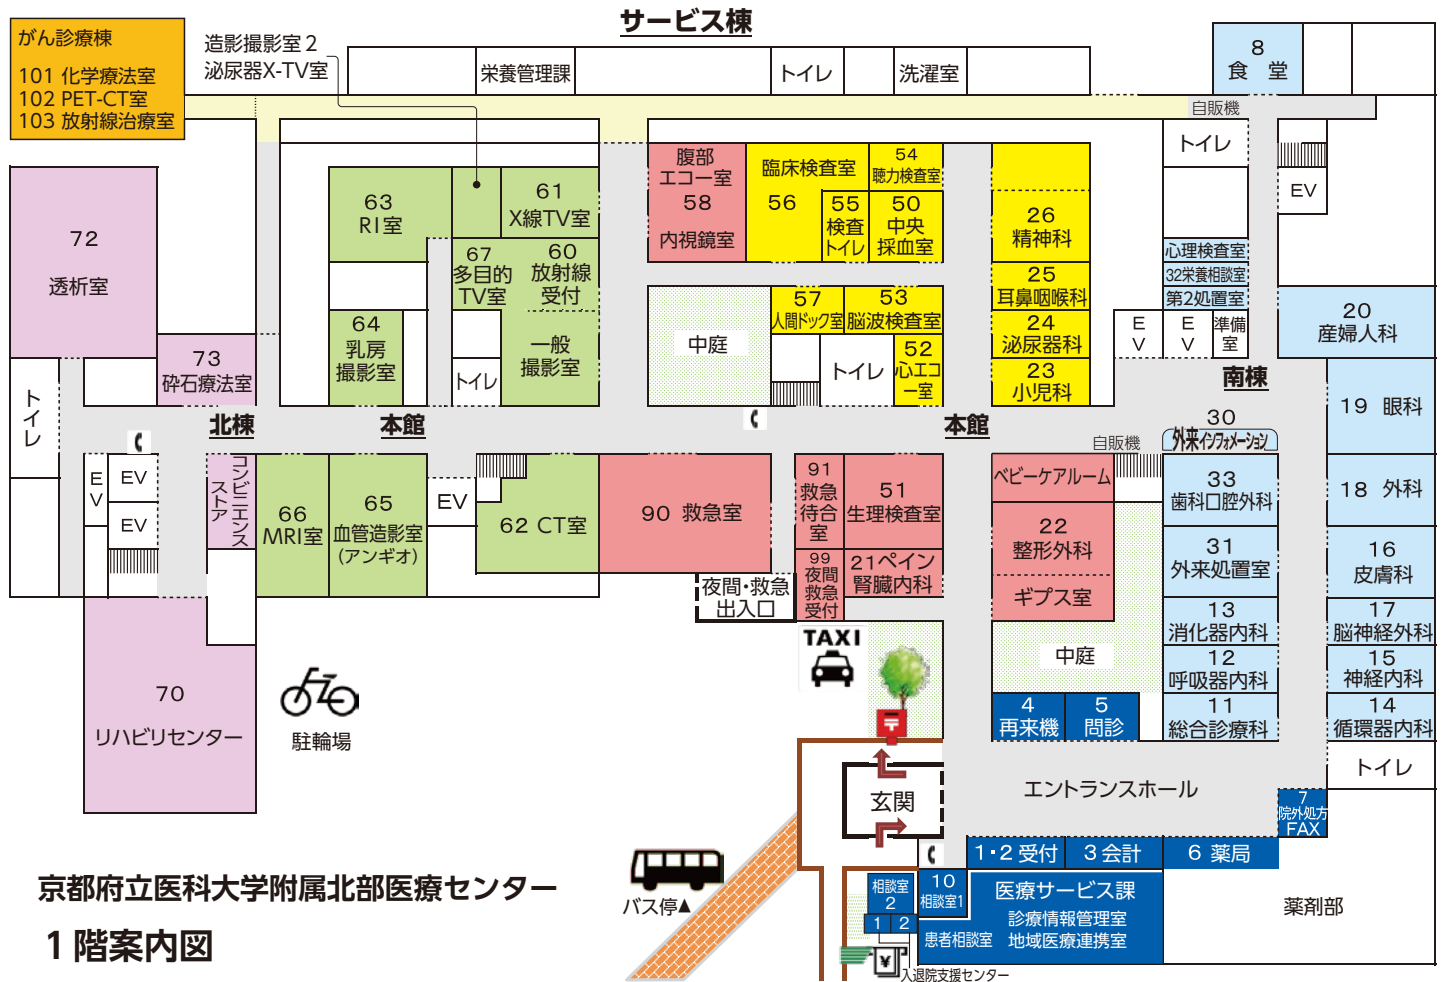 サービス棟
がん診療棟
101 化学療法室
102 PET-CT室
103 放射線治療室
造影撮影室2
泌尿器X-TV室
栄養管理課
トイレ
洗濯室
8
食 堂
自販機
トイレ
EV
72
透析室
73
砕石療法室
63
RI室
61
X線TV室
67
多目的
TV室
60
放射線
受付
64
乳房
撮影室
一般
撮影室
トイレ
腹部
エコー室
58
内視鏡室
臨床検査室
56
54
聴力検査室
55
検査
トイレ
50
中央
採血室
57
人間ドック室
53
脳波検査室
中庭
トイレ
52
心エコ
ー室
26
精神科
25
耳鼻咽喉科
24
泌尿器科
23
小児科
心理検査室
32栄養相談室
第2処置室
E
V
E
V
準備
室
20
産婦人科
南棟
トイレ
北棟
本館
本館
自販機
30
外来インフォメーション
19 眼科
18 外科
16
皮膚科
17
脳神経外科
15
神経内科
14
循環器内科
トイレ
E
V
EV
EV
コンビニエンス
ストア
66
MRI室
65
血管造影室
(アンギオ)
EV
62 CT室
90 救急室
91
救急
待合
室
51
生理検査室
99
夜間
救急
受付
21ペイン
腎臓内科
夜間・救急
出入口
ベビーケアルーム
22
整形外科
ギプス室
中庭
33
歯科口腔外科
31
外来処置室
13
消化器内科
12
呼吸器内科
11
総合診療科
4
再来機
5
問診
TAXI
70
リハビリセンター
駐輪場
玄関
エントランスホール
7
院外処方
FAX
1・2 受付
3 会計
6 薬局
バス停▲
相談室
2
1
2
10
相談室1
医療サービス課
診療情報管理室
患者相談室
地域医療連携室
薬剤部
¥
入退院支援センター
京都府立医科大学附属北部医療センター
1階案内図